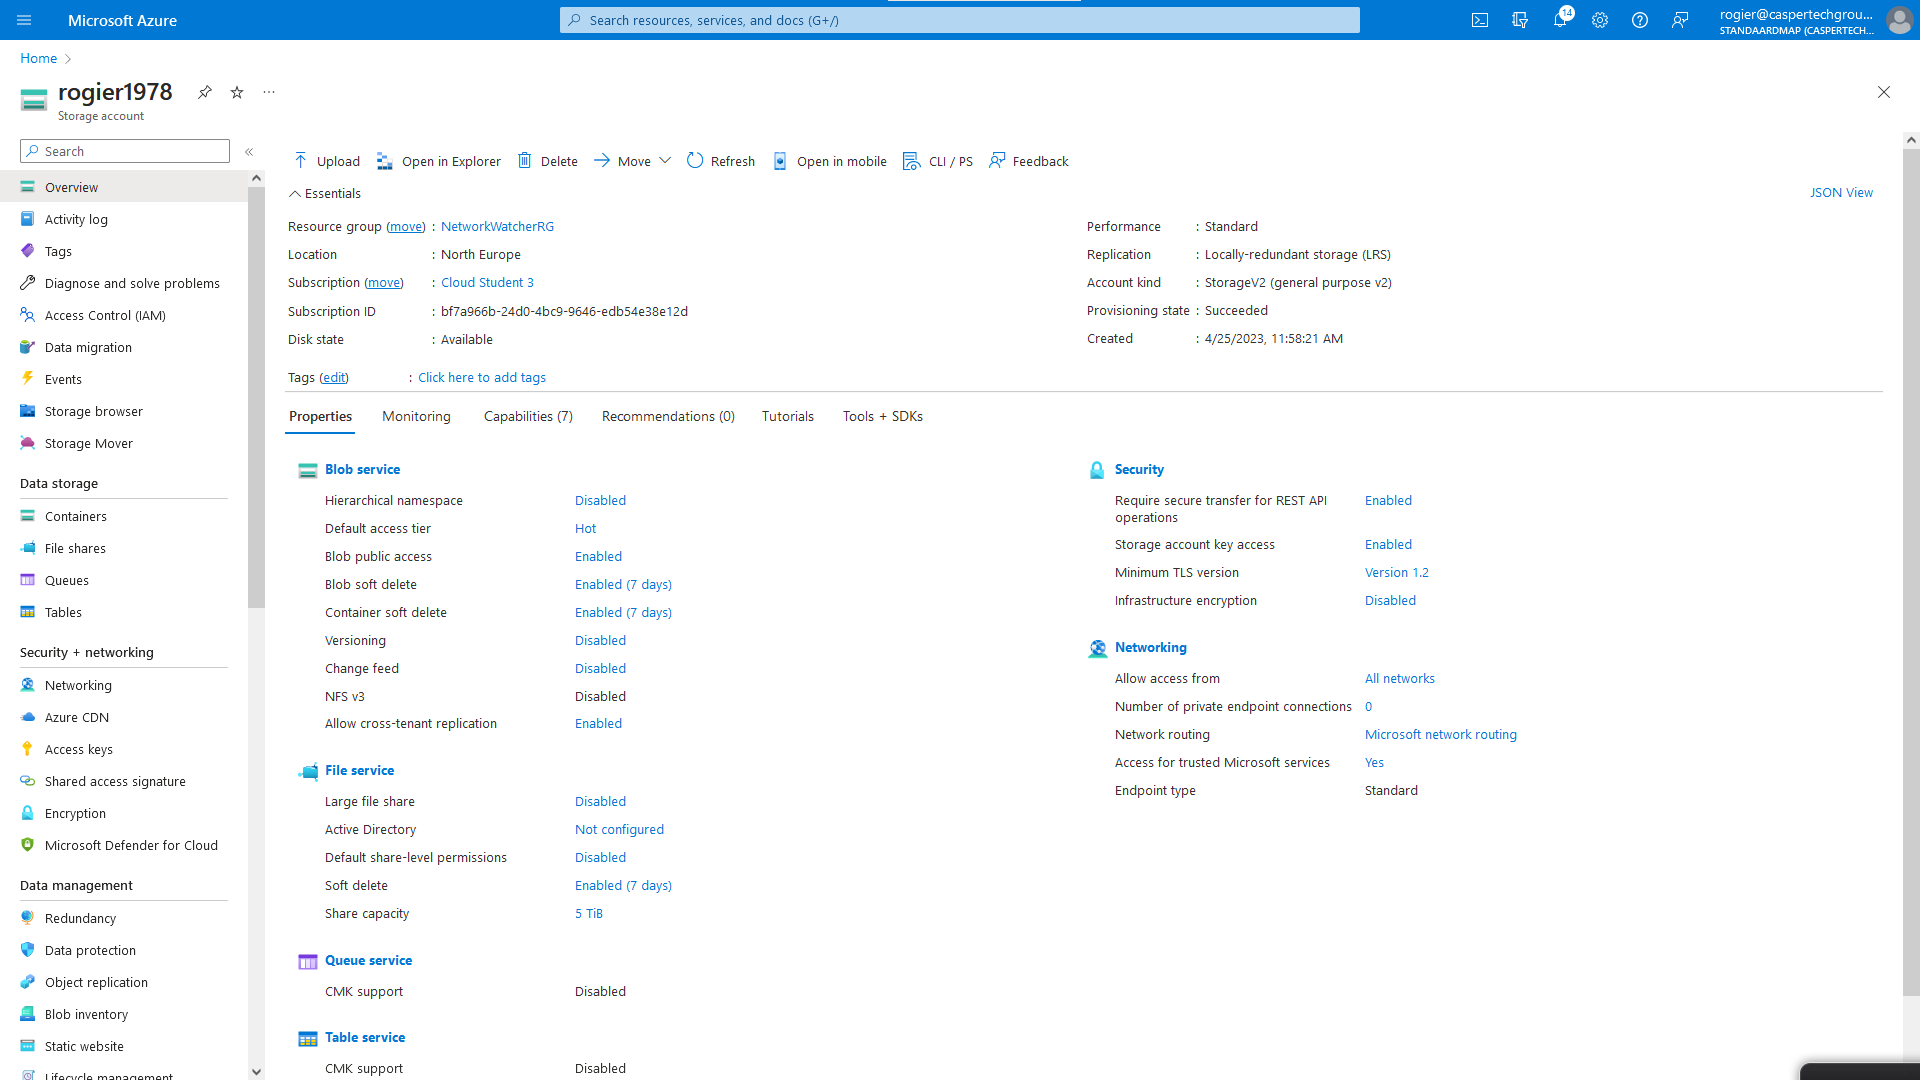 Microsoft Azure
Search resources, services, and docs (G+/)
14
rogier@caspertechgrou...
STANDAARDMAP (CASPERTECH...
Home
rogier1978
Storage account
Search
Overview
Activity log
Tags
Diagnose and solve problems
Access Control (IAM)
Data migration
Events
Storage browser
Storage Mover
Data storage
Containers
File shares
Queues
Tables
Security + networking
Networking
Azure CDN
Access keys
Shared access signature
Encryption
Microsoft Defender for Cloud
Data management
Redundancy
Data protection
Object replication
Blob inventory
Static website
Lifecycle management
Upload Open in Explorer Delete Move Refresh Open in mobile CLI / PS Feedback
Essentials
JSON View
Resource group (move) : NetworkWatcherRG
Location : North Europe
Subscription (move) : Cloud Student 3
Subscription ID : bf7a966b-24d0-4bc9-9646-edb54e38e12d
Disk state : Available
Performance : Standard
Replication : Locally-redundant storage (LRS)
Account kind : StorageV2 (general purpose v2)
Provisioning state : Succeeded
Created : 4/25/2023, 11:58:21 AM
Tags (edit) : Click here to add tags
Properties Monitoring Capabilities (7) Recommendations (0) Tutorials Tools + SDKs
Blob service
Hierarchical namespace Disabled
Default access tier Hot
Blob public access Enabled
Blob soft delete Enabled (7 days)
Container soft delete Enabled (7 days)
Versioning Disabled
Change feed Disabled
NFS v3 Disabled
Allow cross-tenant replication Enabled
File service
Large file share Disabled
Active Directory Not configured
Default share-level permissions Disabled
Soft delete Enabled (7 days)
Share capacity 5 TiB
Queue service
CMK support Disabled
Table service
CMK support Disabled
Security
Require secure transfer for REST API Enabled
operations
Storage account key access Enabled
Minimum TLS version Version 1.2
Infrastructure encryption Disabled
Networking
Allow access from All networks
Number of private endpoint connections 0
Network routing Microsoft network routing
Access for trusted Microsoft services Yes
Endpoint type Standard